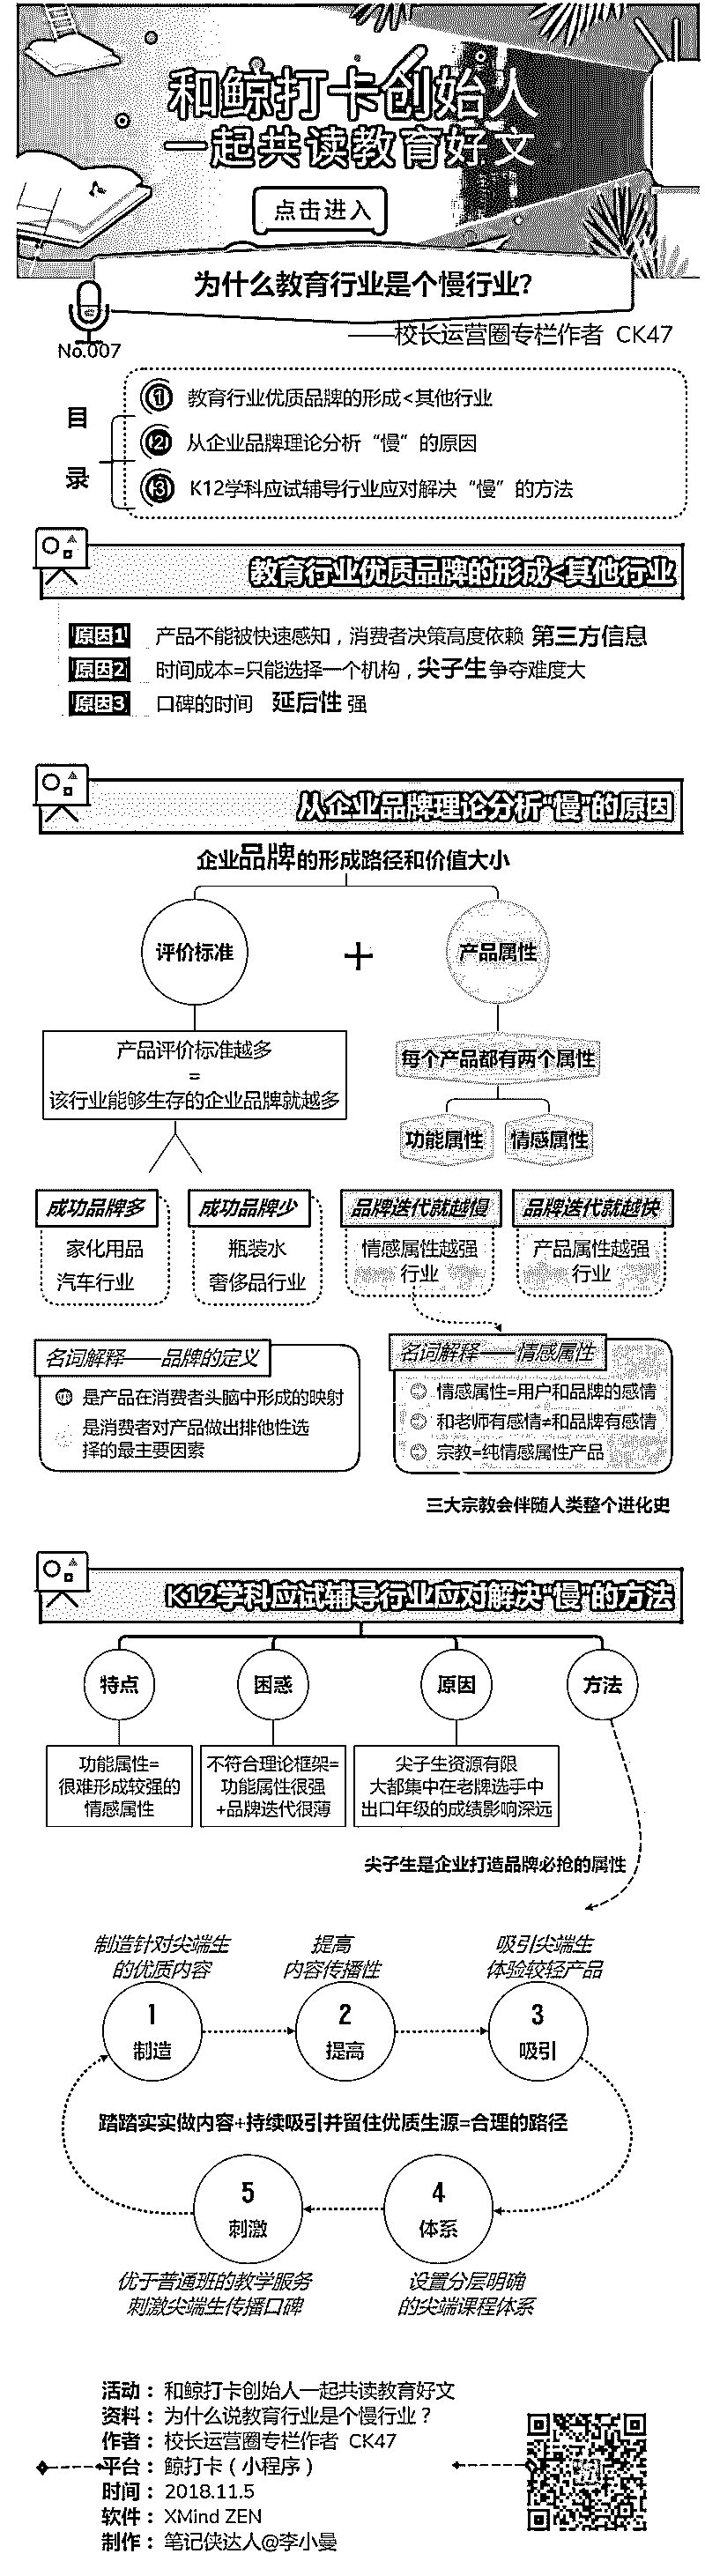 和鲸打卡创始人
一起共读教育好文
点击进入
为什么教育行业是个慢行业?
No.007
——校长运营圈专栏作者 CK47
目录
① 教育行业优质品牌的形成<其他行业
② 从企业品牌理论分析“慢”的原因
③ K12学科应试辅导行业应对解决“慢”的方法
教育行业优质品牌的形成<其他行业
原因1 产品不能被快速感知，消费者决策高度依赖 第三方信息
原因2 时间成本=只能选择一个机构，尖子生争夺难度大
原因3 口碑的时间 延后性 强
从企业品牌理论分析“慢”的原因
企业品牌的形成路径和价值大小
评价标准 + 产品属性
产品评价标准越多
=
该行业能够生存的企业品牌就越多
每个产品都有两个属性
功能属性 情感属性
成功品牌多
家化用品
汽车行业
成功品牌少
瓶装水
奢侈品行业
品牌迭代就越慢
情感属性越强
行业
品牌迭代就越快
产品属性越强
行业
名词解释——品牌的定义
是产品在消费者头脑中形成的映射
是消费者对产品做出排他性选
择的最主要因素
名词解释——情感属性
情感属性=用户和品牌的感情
和老师有感情≠和品牌有感情
宗教=纯情感属性产品
三大宗教会伴随人类整个进化史
K12学科应试辅导行业应对解决“慢”的方法
特点 困惑 原因 方法
功能属性=
很难形成较强的
情感属性
不符合理论框架=
功能属性很强
+品牌迭代很薄
尖子生资源有限
大都集中在老牌选手中
出口年级的成绩影响深远
尖子生是企业打造品牌必抢的属性
制造针对尖端生
的优质内容
1
制造
提高
内容传播性
2
提高
吸引尖端生
体验较轻产品
3
吸引
踏踏实实做内容+持续吸引并留住优质生源=合理的路径
4
体系
设置分层明确
的尖端课程体系
5
刺激
优于普通班的教学服务
刺激尖端生传播口碑
活动： 和鲸打卡创始人一起共读教育好文
资料： 为什么说教育行业是个慢行业？
作者： 校长运营圈专栏作者 CK47
平台： 鲸打卡（小程序）
时间： 2018.11.5
软件： XMind ZEN
制作： 笔记侠达人@李小曼